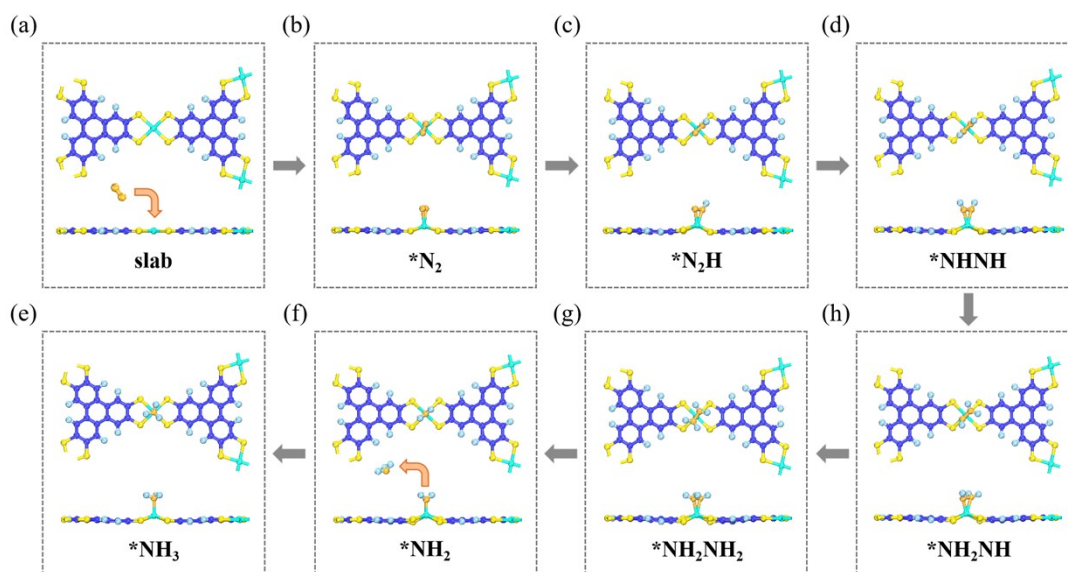 (a)
(b)
(c)
(d)
slab
*N₂
*N₂H
*NHNH
(e)
(f)
(g)
(h)
*NH₃
*NH₂
*NH₂NH₂
*NH₂NH